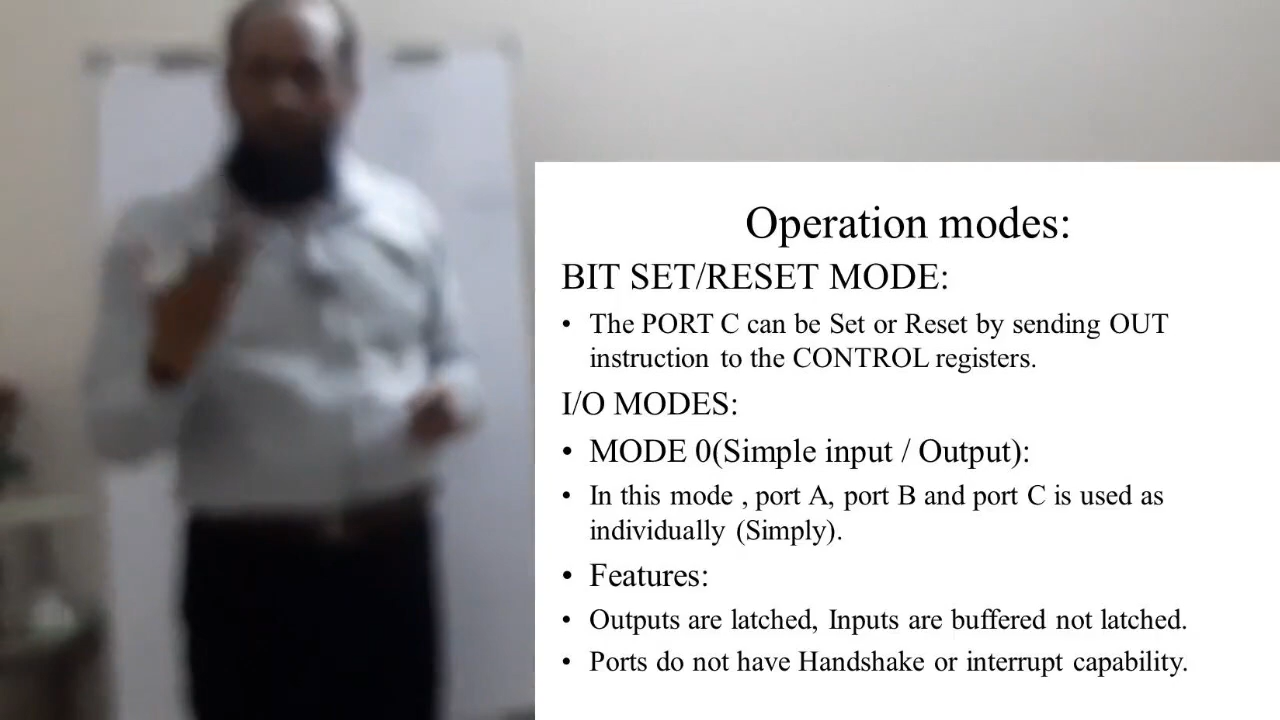 Operation modes:
BIT SET/RESET MODE:
• The PORT C can be Set or Reset by sending OUT
instruction to the CONTROL registers.
I/O MODES:
• MODE 0(Simple input / Output):
• In this mode , port A, port B and port C is used as
individually (Simply).
• Features:
• Outputs are latched, Inputs are buffered not latched.
• Ports do not have Handshake or interrupt capability.